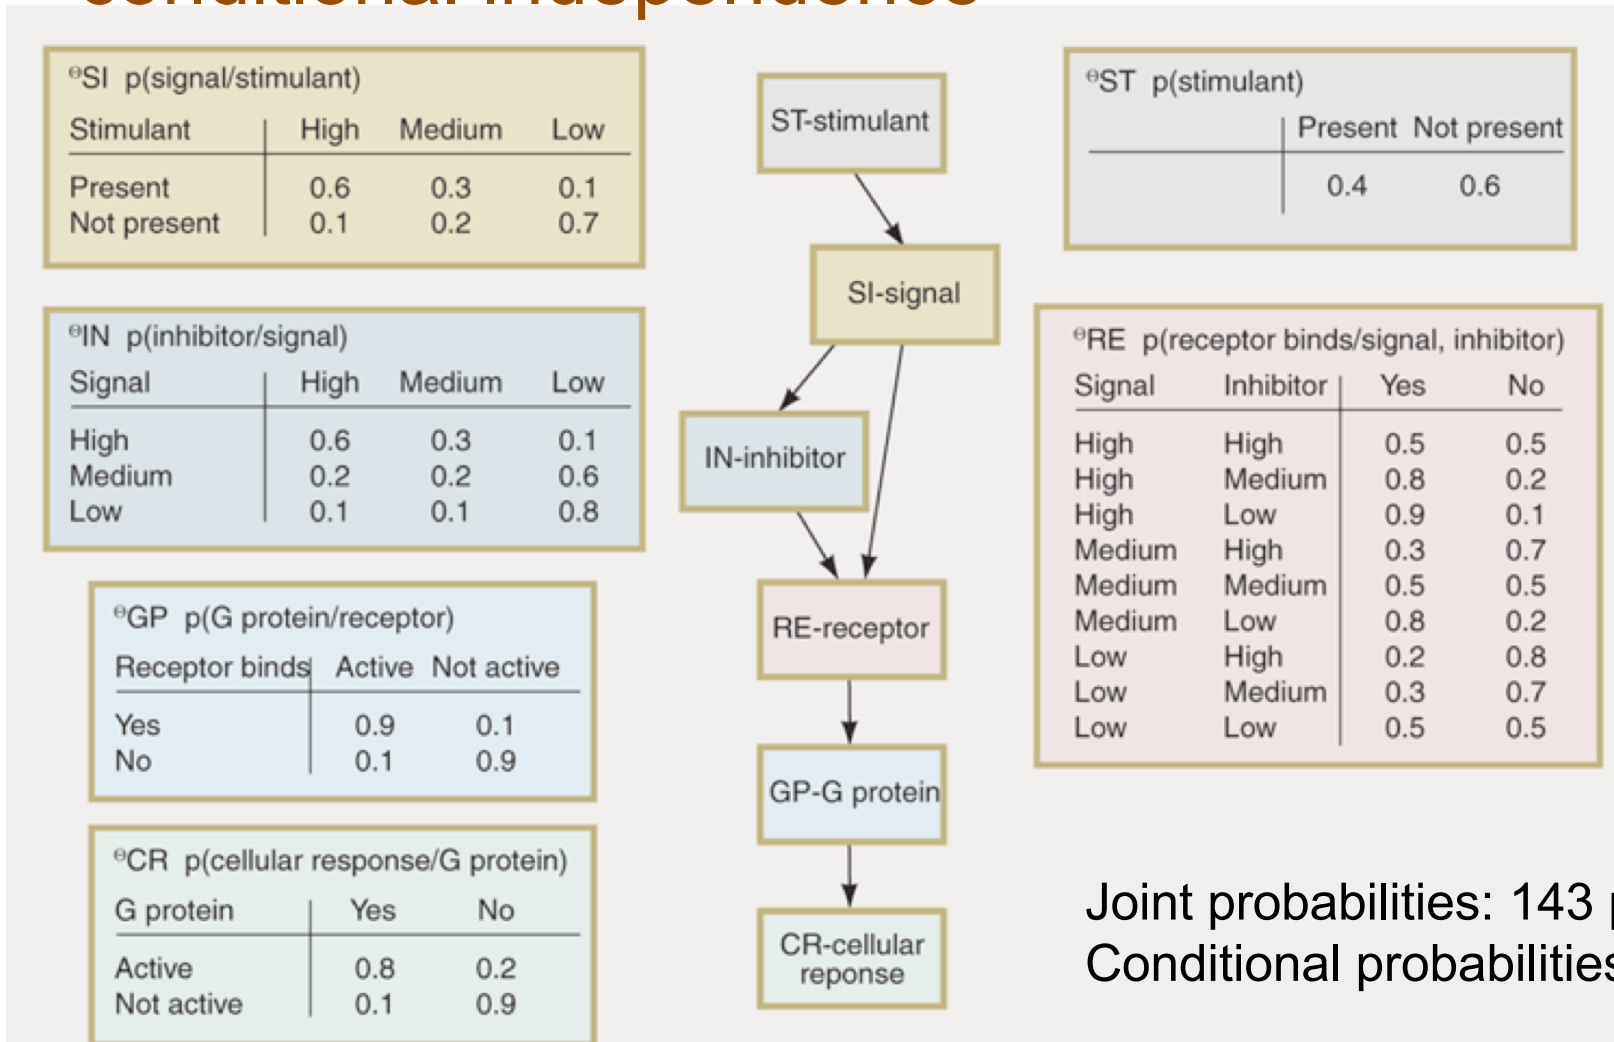 conditional independence
ΘSI p(signal/stimulant)
Stimulant High Medium Low
Present 0.6 0.3 0.1
Not present 0.1 0.2 0.7
ΘIN p(inhibitor/signal)
Signal High Medium Low
High 0.6 0.3 0.1
Medium 0.2 0.2 0.6
Low 0.1 0.1 0.8
ΘGP p(G protein/receptor)
Receptor binds Active Not active
Yes 0.9 0.1
No 0.1 0.9
ΘCR p(cellular response/G protein)
G protein Yes No
Active 0.8 0.2
Not active 0.1 0.9
ST-stimulant
SI-signal
IN-inhibitor
RE-receptor
GP-G protein
CR-cellular
reponse
ΘST p(stimulant)
Present Not present
0.4 0.6
ΘRE p(receptor binds/signal, inhibitor)
Signal Inhibitor Yes No
High High 0.5 0.5
High Medium 0.8 0.2
High Low 0.9 0.1
Medium High 0.3 0.7
Medium Medium 0.5 0.5
Medium Low 0.8 0.2
Low High 0.2 0.8
Low Medium 0.3 0.7
Low Low 0.5 0.5
Joint probabilities: 143
Conditional probabilities